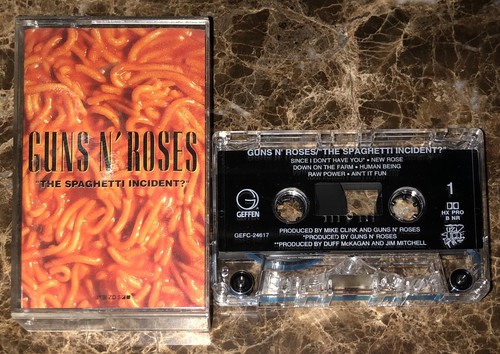 GUNS N' ROSES
"THE SPAGHETTI INCIDENT?"
GUNS N' ROSES/"THE SPAGHETTI INCIDENT?"
SINCE I DON'T HAVE YOU* • NEW ROSE
DOWN ON THE FARM • HUMAN BEING
RAW POWER • AIN'T IT FUN
1
GEFFEN
HX PRO
B NR
GEFC-24617
PRODUCED BY MIKE CLINK AND GUNS N' ROSES
*PRODUCED BY GUNS N' ROSES
**PRODUCED BY DUFF McKAGAN AND JIM MITCHELL